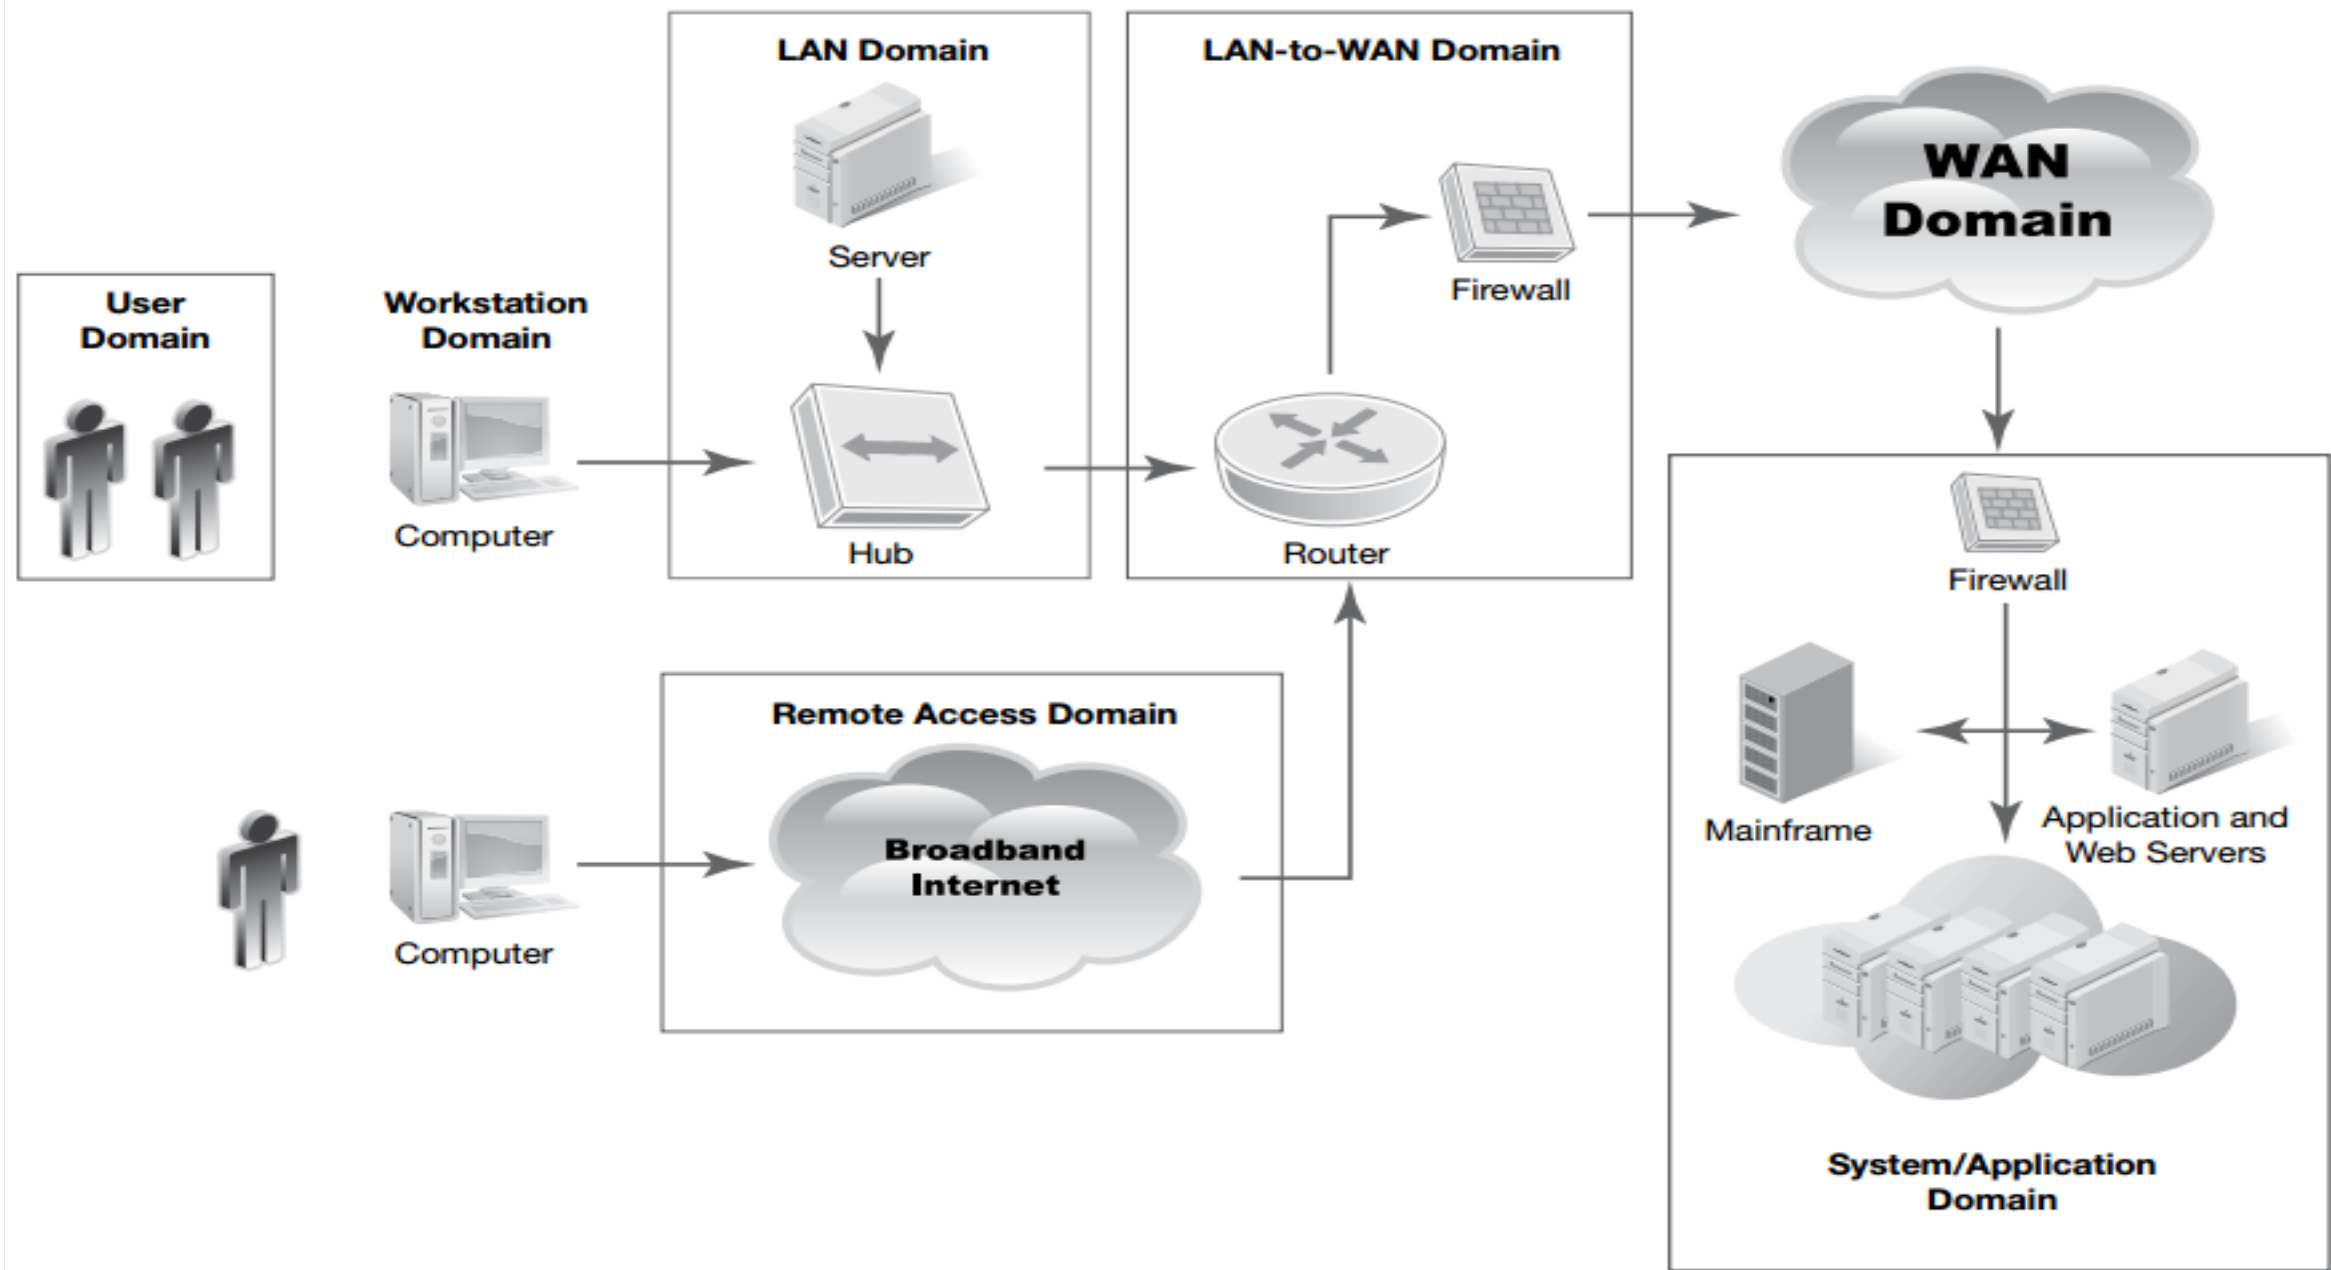 LAN Domain
Server
Hub
LAN-to-WAN Domain
Firewall
Router
WAN
Domain
User
Domain
Workstation
Domain
Computer
Remote Access Domain
Broadband
Internet
Computer
Firewall
Mainframe
Application and
Web Servers
System/Application
Domain